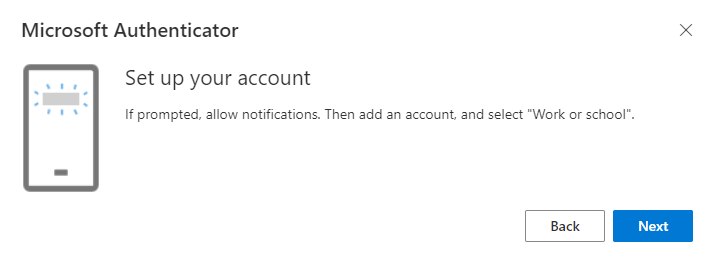 Microsoft Authenticator
Set up your account
If prompted, allow notifications. Then add an account, and select "Work or school".
Back
Next